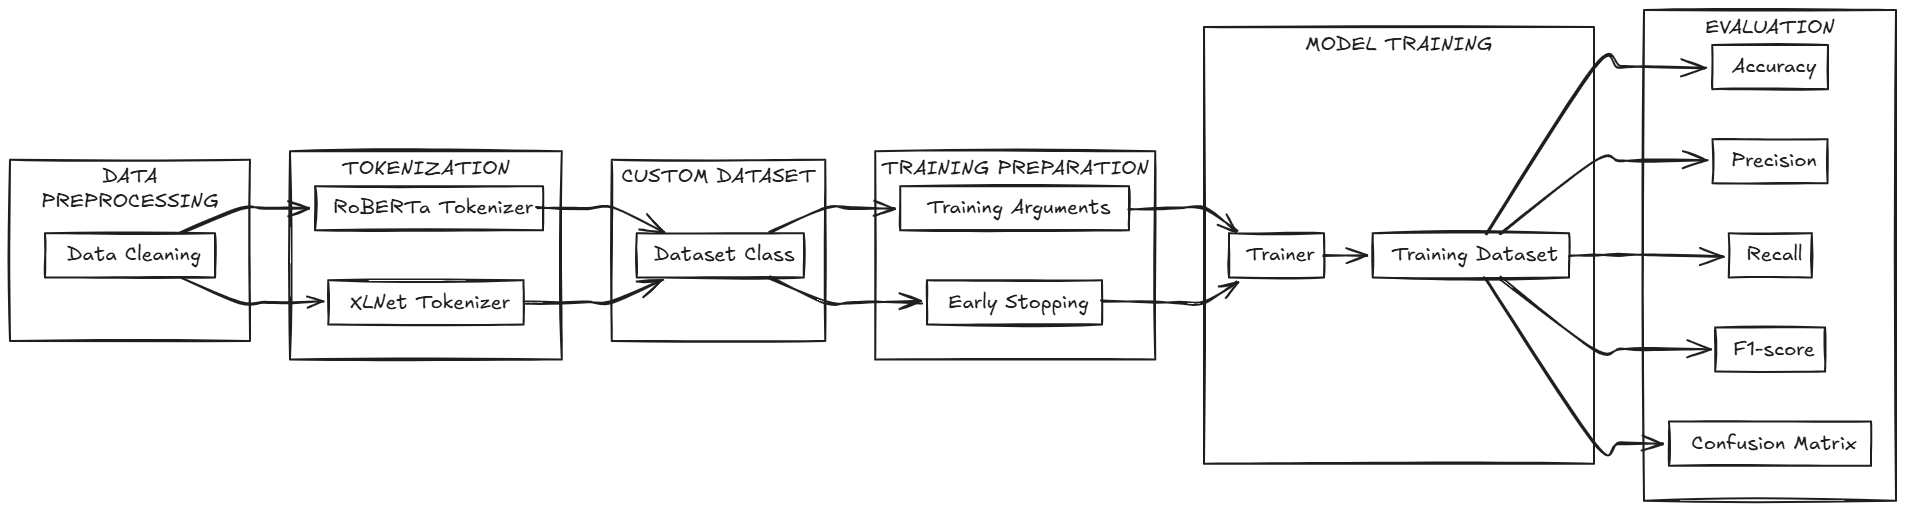 DATA
PREPROCESSING
Data Cleaning
TOKENIZATION
RoBERTa Tokenizer
XLNet Tokenizer
CUSTOM DATASET
Dataset Class
TRAINING PREPARATION
Training Arguments
Early Stopping
MODEL TRAINING
Trainer
Training Dataset
EVALUATION
Accuracy
Precision
Recall
F1-score
Confusion Matrix